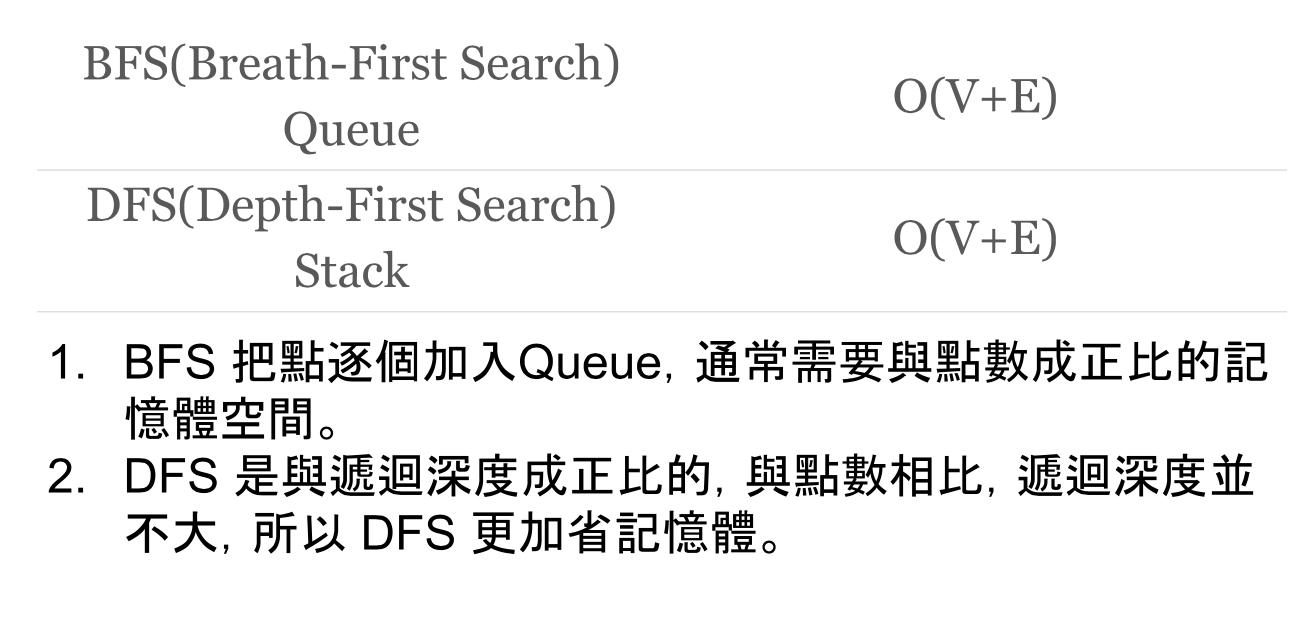 BFS(Breath-First Search)
Queue
O(V+E)
DFS(Depth-First Search)
Stack
O(V+E)
1. BFS 把點逐個加入Queue, 通常需要與點數成正比的記
憶體空間。
2. DFS 是與遞迴深度成正比的, 與點數相比, 遞迴深度並
不大, 所以 DFS 更加省記憶體。